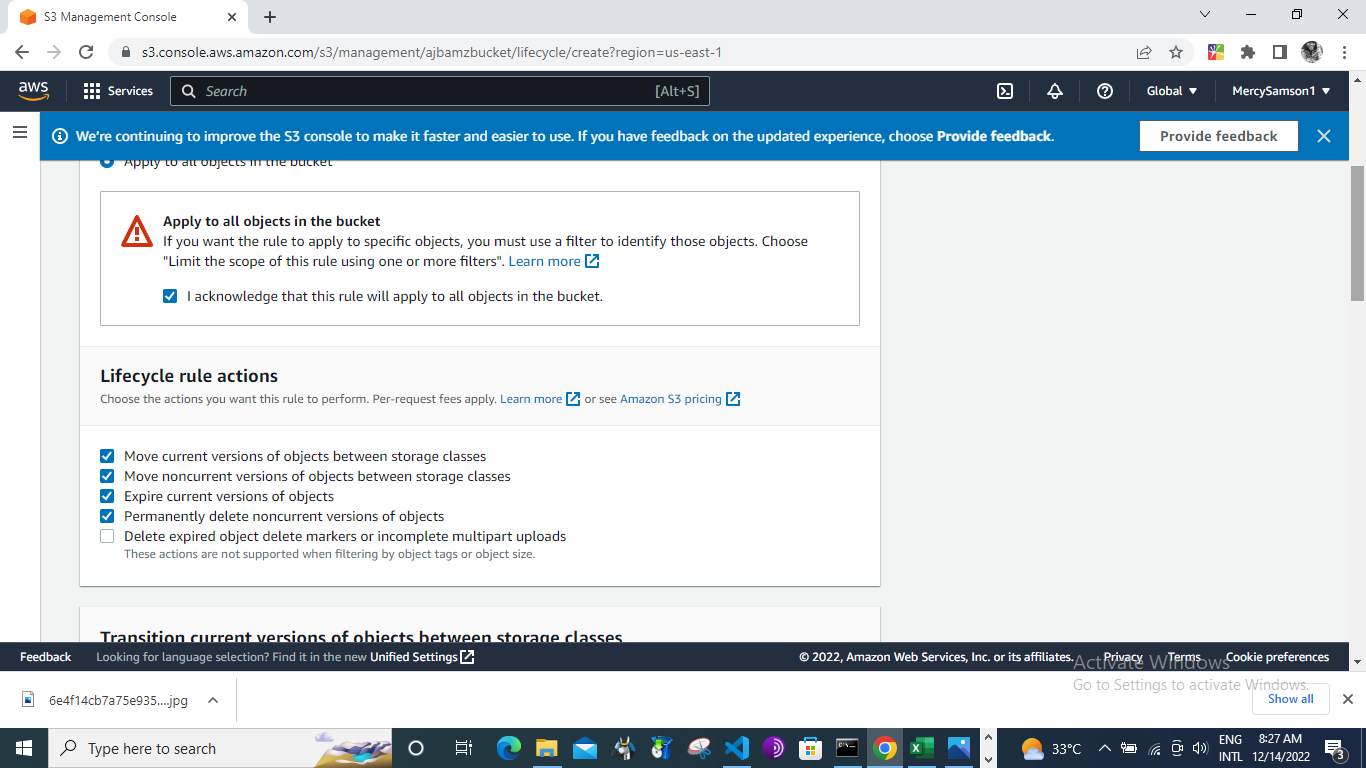 S3 Management Console
s3.console.aws.amazon.com/s3/management/ajbamzbucket/lifecycle/create?region=us-east-1
aws
Services
Search
[Alt+S]
Global
MercySamson1
We're continuing to improve the S3 console to make it faster and easier to use. If you have feedback on the updated experience, choose Provide feedback.
Provide feedback
Apply to all objects in the bucket
Apply to all objects in the bucket
If you want the rule to apply to specific objects, you must use a filter to identify those objects. Choose
"Limit the scope of this rule using one or more filters". Learn more
I acknowledge that this rule will apply to all objects in the bucket.
Lifecycle rule actions
Choose the actions you want this rule to perform. Per-request fees apply. Learn more or see Amazon S3 pricing
Move current versions of objects between storage classes
Move noncurrent versions of objects between storage classes
Expire current versions of objects
Permanently delete noncurrent versions of objects
Delete expired object delete markers or incomplete multipart uploads
These actions are not supported when filtering by object tags or object size.
Transition current versions of objects between storage classes
Feedback
Looking for language selection? Find it in the new Unified Settings
© 2022, Amazon Web Services, Inc. or its affiliates.
Privacy
Terms
Cookie preferences
Activate Windows
Go to Settings to activate Windows.
6e4f14cb7a75e935....jpg
Show all
Type here to search
33°C
ENG
INTL
8:27 AM
12/14/2022
3